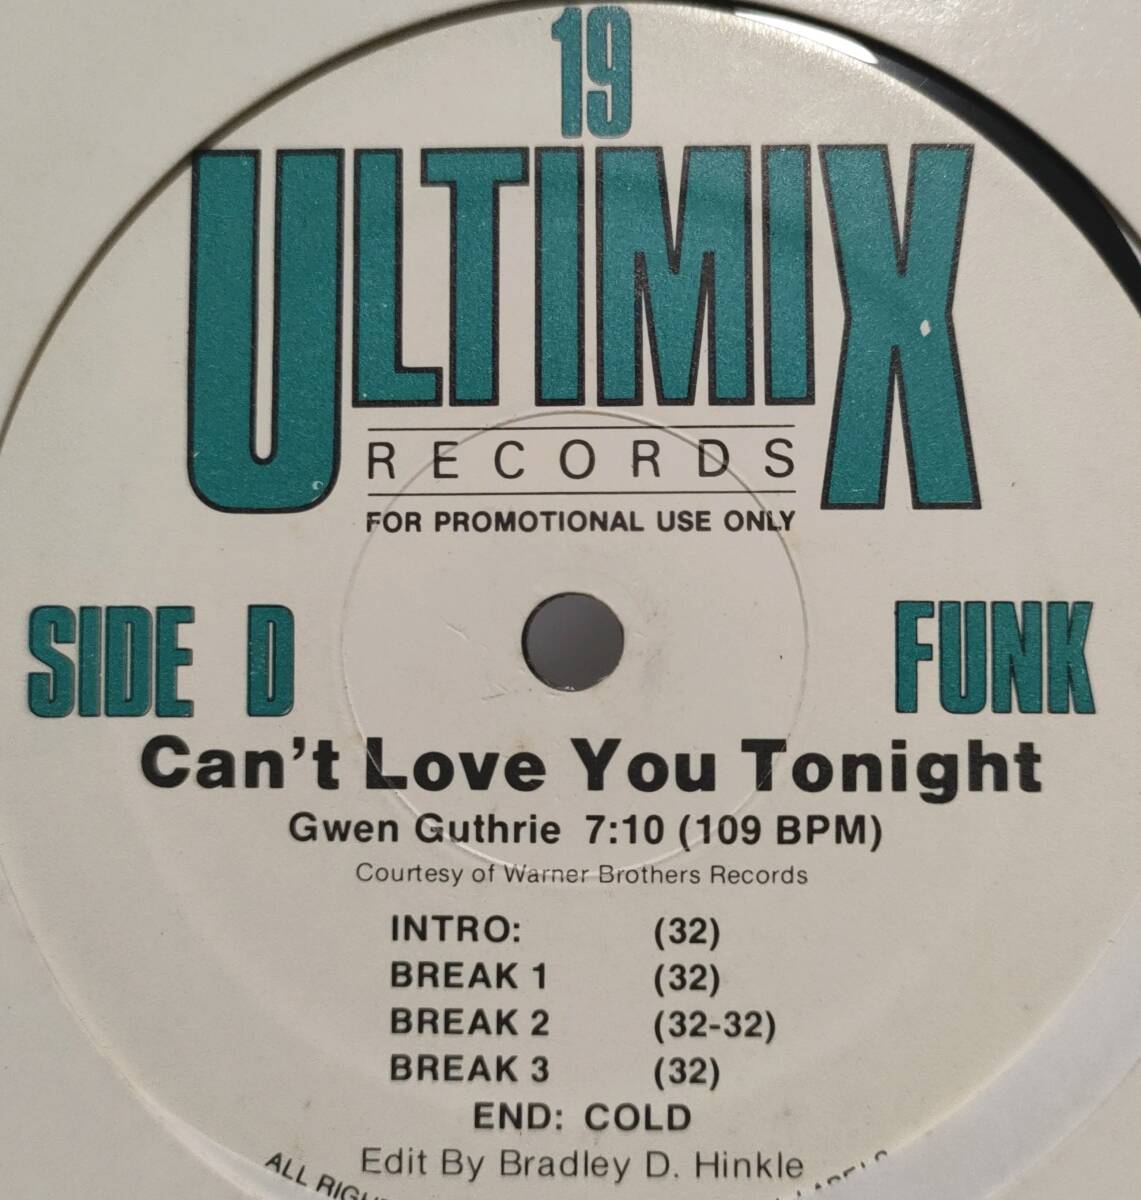 19
ULTIMIX
RECORDS
FOR PROMOTIONAL USE ONLY
SIDE D FUNK
Can't Love You Tonight
Gwen Guthrie 7:10 (109 BPM)
Courtesy of Warner Brothers Records
INTRO: (32)
BREAK 1 (32)
BREAK 2 (32-32)
BREAK 3 (32)
END: COLD
Edit By Bradley D. Hinkle
ALL